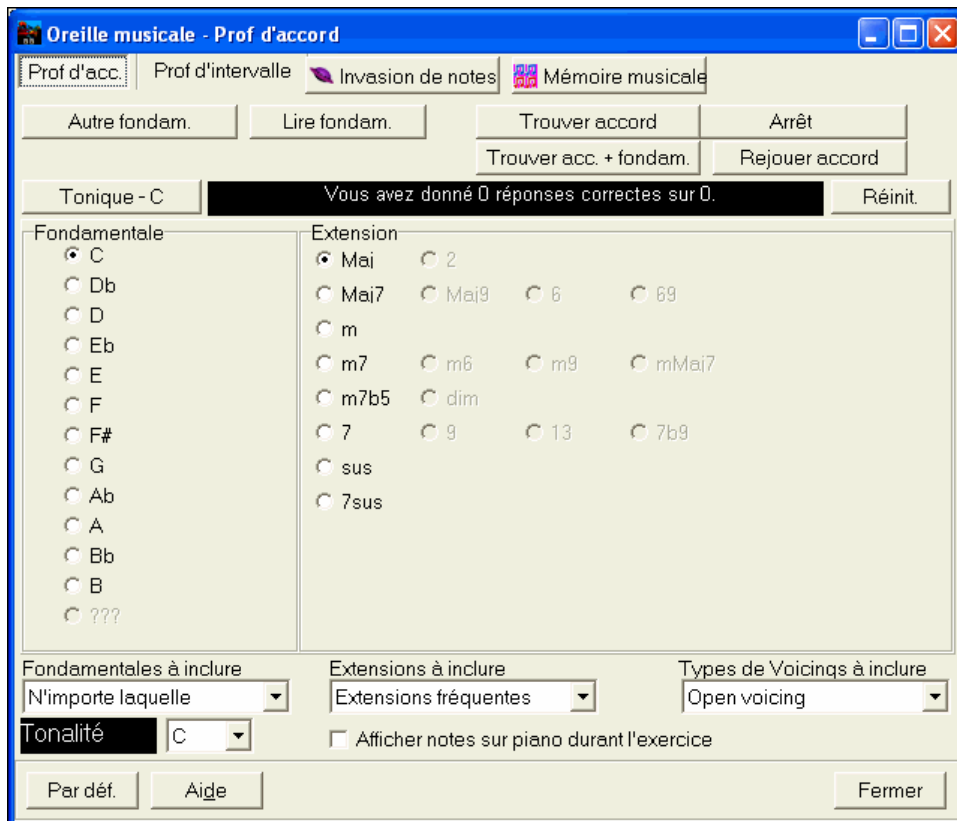 Oreille musicale - Prof d'accord
Prof d'acc. Prof d'intervalle Invasion de notes Mémoire musicale
Autre fondam. Lire fondam. Trouver accord Arrêt
Trouver acc. + fondam. Rejouer accord
Tonique - C Vous avez donné 0 réponses correctes sur 0. Réinit.
Fondamentale
C
Db
D
Eb
E
F
F#
G
Ab
A
Bb
B
???
Extension
Maj 2
Maj7 Maj9 6 69
m
m7 m6 m9 mMaj7
m7b5 dim
7 9 13 7b9
sus
7sus
Fondamentales à inclure Extensions à inclure Types de Voicings à inclure
N'importe laquelle Extensions fréquentes Open voicing
Tonalité C Afficher notes sur piano durant l'exercice
Par déf. Aide Fermer